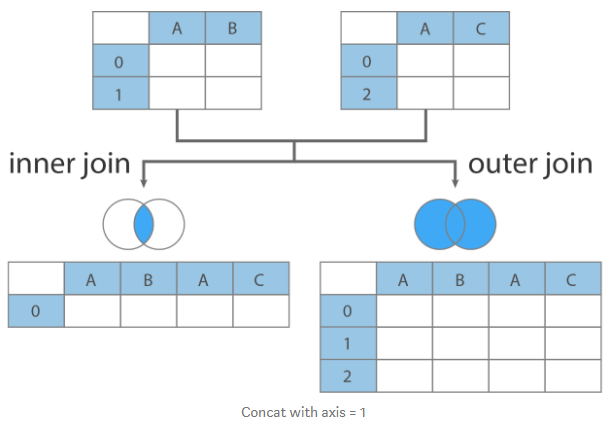 A B
0
1
A C
0
2
inner join
outer join
A B A C
0
A B A C
0
1
2
Concat with axis = 1